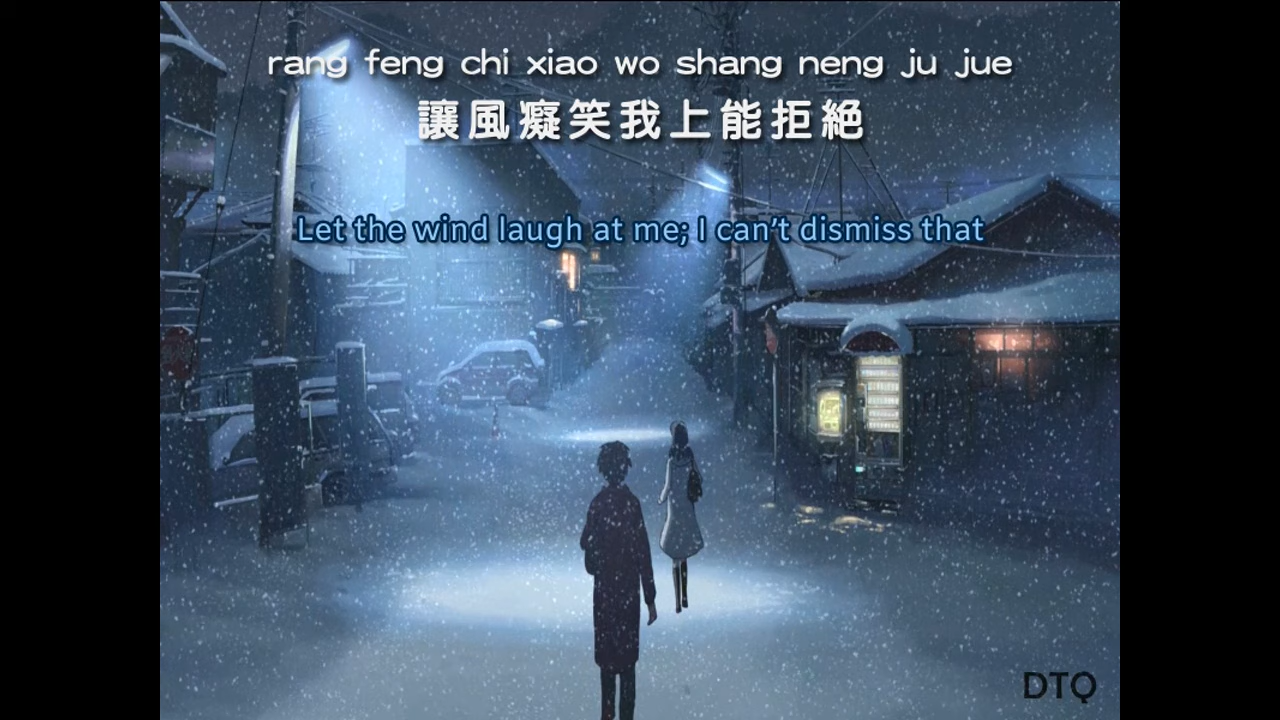 rang feng chi xiao wo shang neng ju jue
讓風癡笑我上能拒絕
Let the wind laugh at me; I can't dismiss that
DTQ